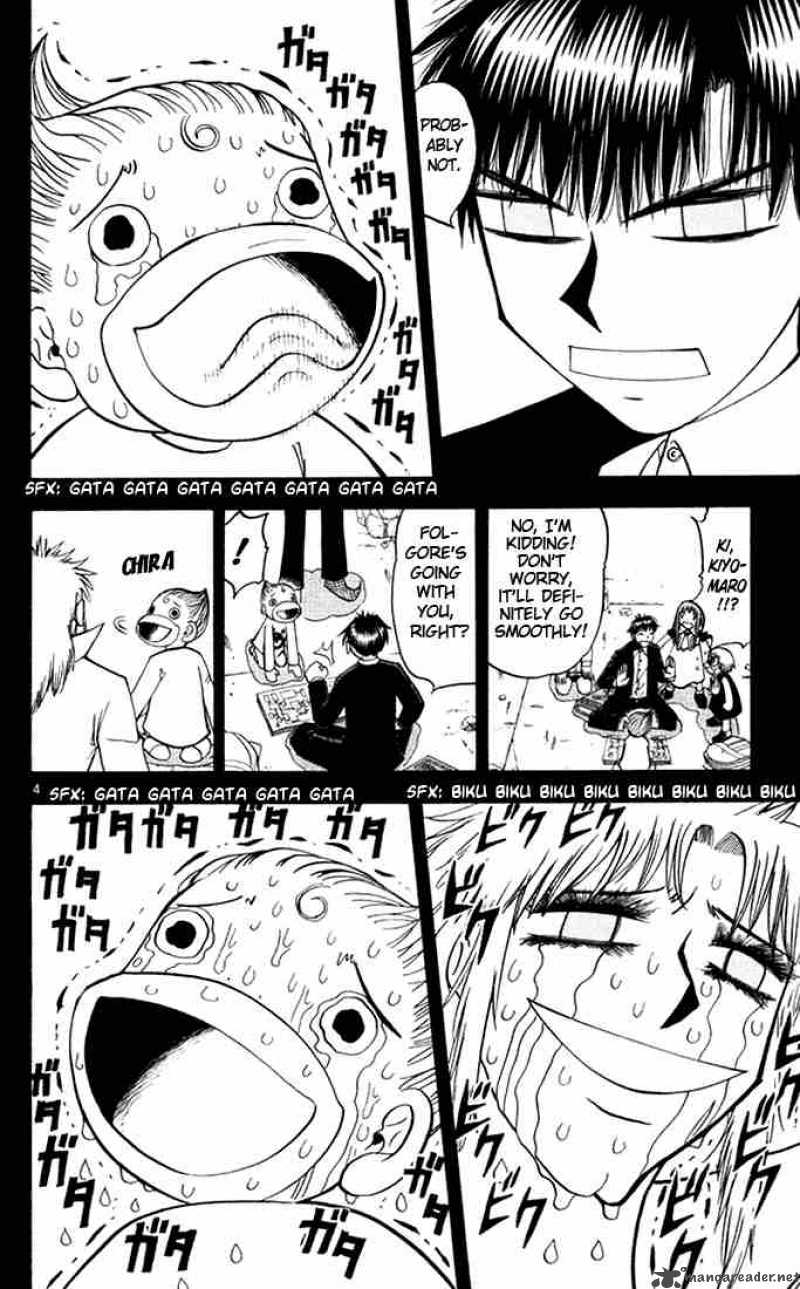 PROB-
ABLY
NOT.
ガタ
ガタ
ガタ
ガタ
ガタ
ガタ
ガタ
SFX: GATA GATA GATA GATA GATA GATA GATA
KI,
KIYO-
MARO
!!?
NO, I'M
KIDDING!
DON'T
WORRY,
IT'LL DEFI-
NITELY GO
SMOOTHLY!
FOL-
GORE'S
GOING
WITH
YOU,
RIGHT?
!
CHIRA
4
SFX: GATA GATA GATA GATA GATA
SFX: BIKU BIKU BIKU BIKU BIKU BIKU BIKU BIKU
ビク
ビク
ビク
ビク
ビク
ビク
ビク
ビク
ガタ
ガタ
ガタ
ガタ
ガタ
ガタ
ガタ
ガタ
ガタ
ガタ
mangareader.net